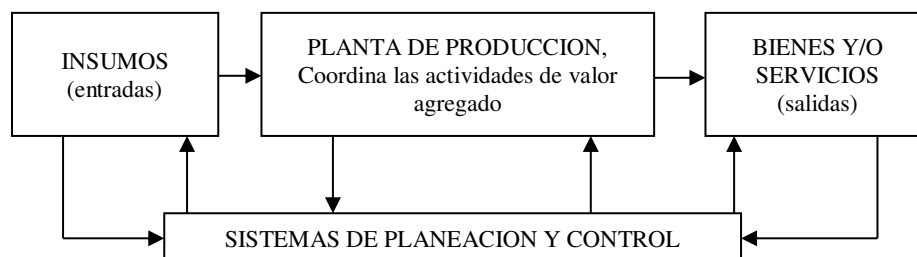 INSUMOS
(entradas)
PLANTA DE PRODUCCION,
Coordina las actividades de valor
agregado
BIENES Y/O
SERVICIOS
(salidas)
SISTEMAS DE PLANEACION Y CONTROL